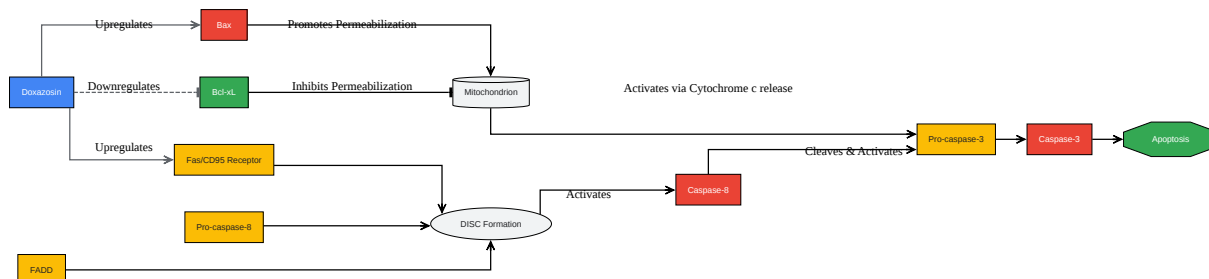 Upregulates
Bax
Promotes Permeabilization
Doxazosin
Downregulates
Bcl-xL
Inhibits Permeabilization
Mitochondrion
Activates via Cytochrome c release
Upregulates
Fas/CD95 Receptor
Pro-caspase-3
Caspase-3
Apoptosis
Cleaves & Activates
Activates
Caspase-8
Pro-caspase-8
DISC Formation
FADD